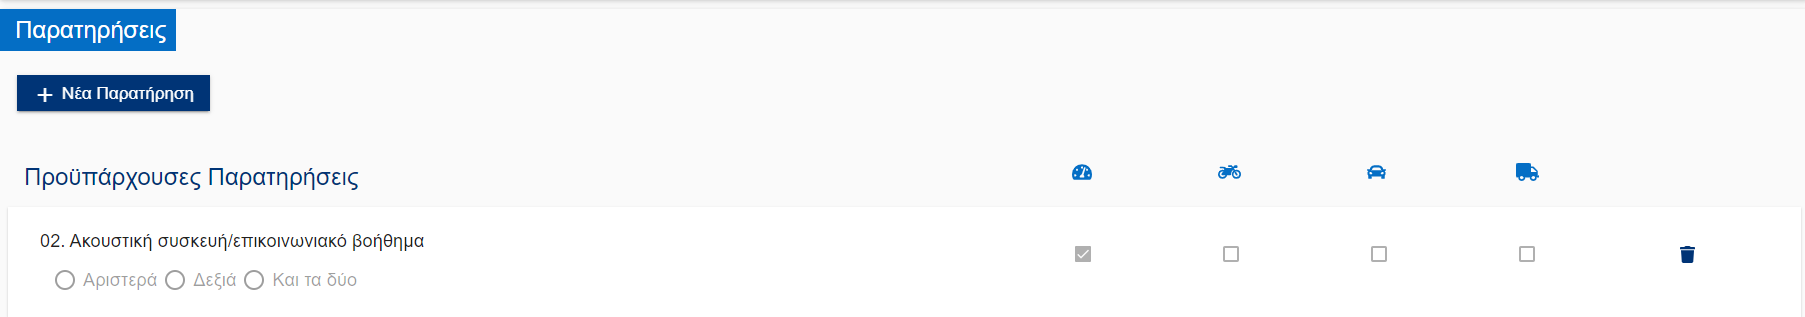 Παρατηρήσεις
+ Νέα Παρατήρηση
Προϋπάρχουσες Παρατηρήσεις
02. Ακουστική συσκευή/επικοινωνιακό βοήθημα
Αριστερά Δεξιά Και τα δύο